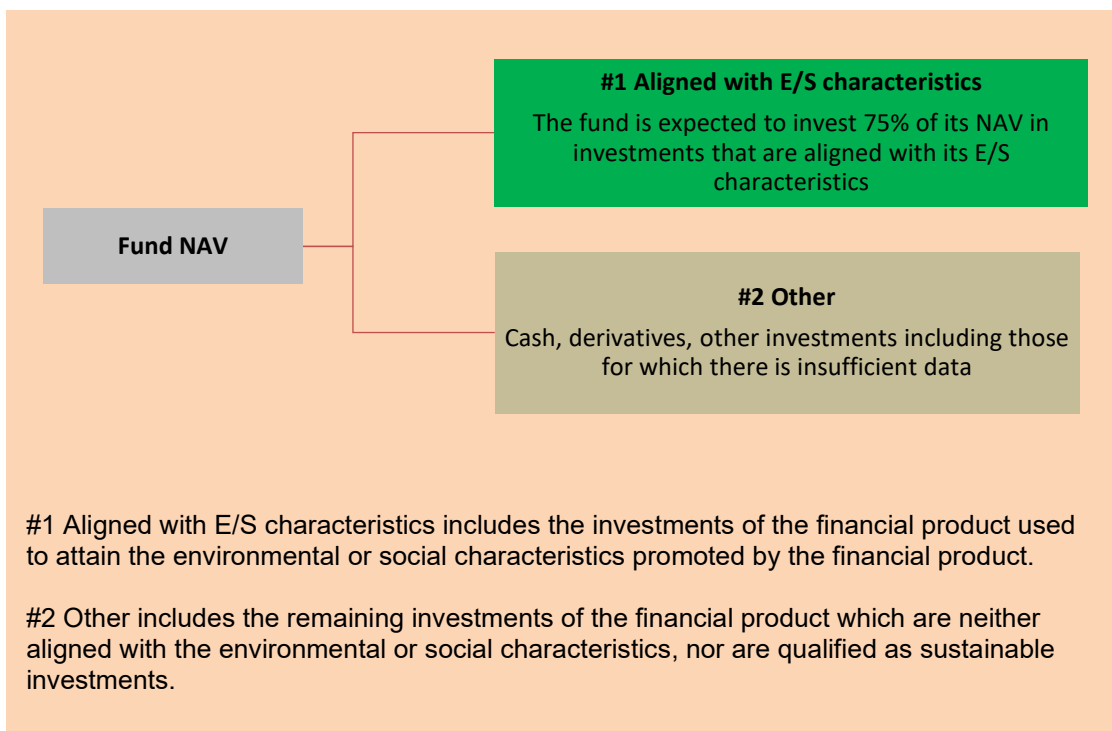 #1 Aligned with E/S characteristics
The fund is expected to invest 75% of its NAV in
investments that are aligned with its E/S
characteristics
Fund NAV
#2 Other
Cash, derivatives, other investments including those
for which there is insufficient data
#1 Aligned with E/S characteristics includes the investments of the financial product used
to attain the environmental or social characteristics promoted by the financial product.
#2 Other includes the remaining investments of the financial product which are neither
aligned with the environmental or social characteristics, nor are qualified as sustainable
investments.